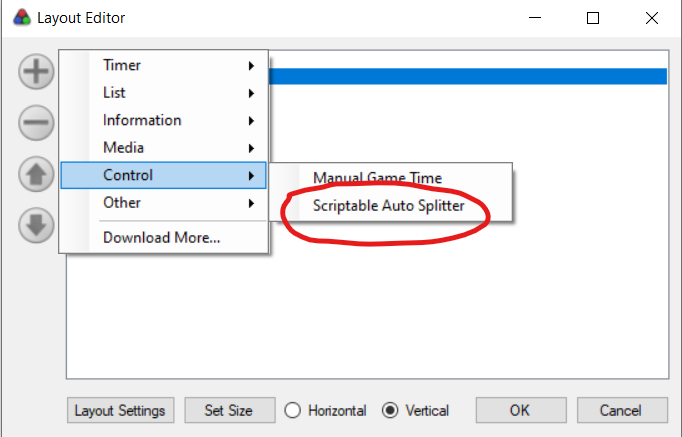 Layout Editor
Timer
List
Information
Media
Control
Other
Download More...
Manual Game Time
Scriptable Auto Splitter
Layout Settings
Set Size
Horizontal
Vertical
OK
Cancel